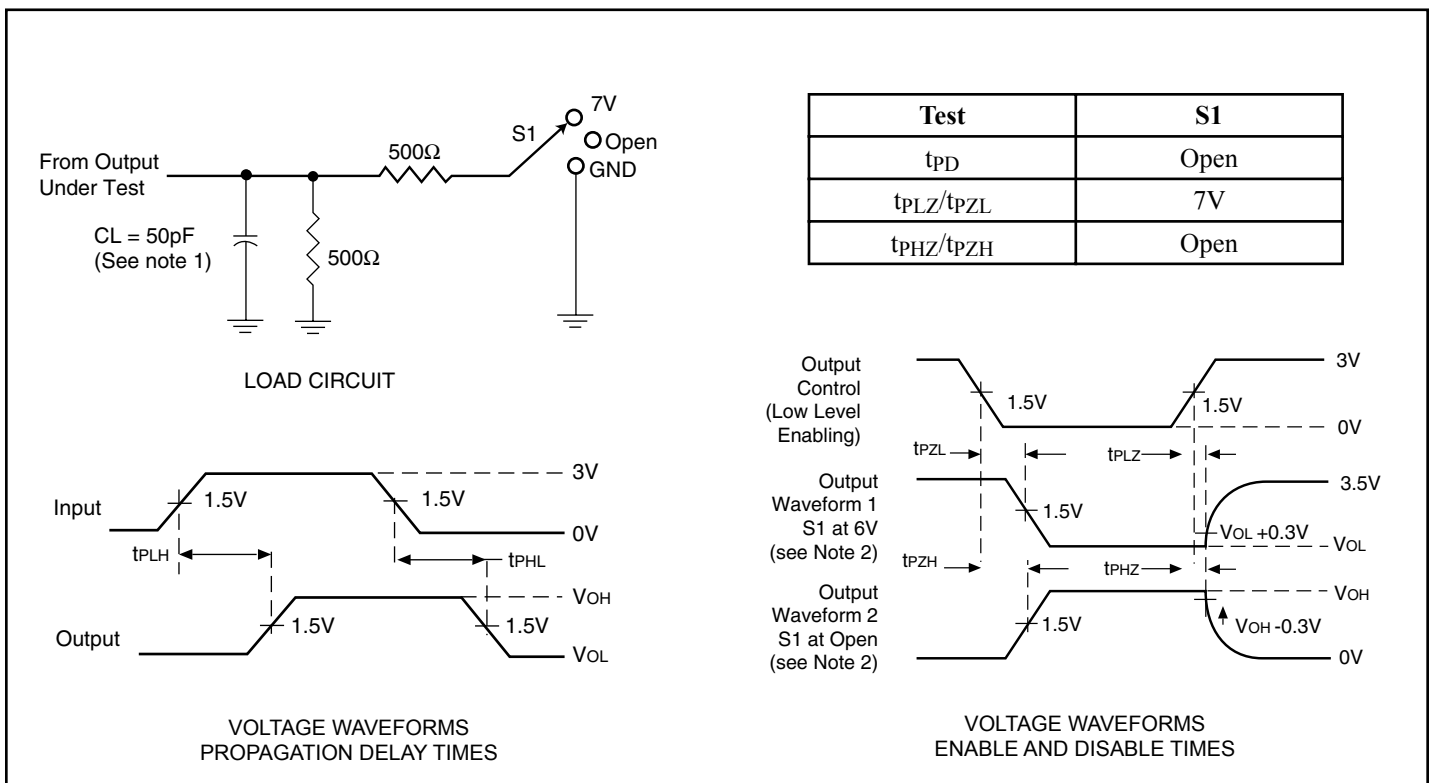 7V
S1
Open
From Output
Under Test
500Ω
GND
CL = 50pF
(See note 1)
500Ω
LOAD CIRCUIT
Test S1
tPD Open
tPLZ/tPZL 7V
tPHZ/tPZH Open
Input
1.5V
1.5V
3V
0V
tPLH
tPHL
Output
1.5V
1.5V
VOH
VOL
VOLTAGE WAVEFORMS
PROPAGATION DELAY TIMES
Output
Control
(Low Level
Enabling)
1.5V
1.5V
3V
0V
tPZL
tPLZ
Output
Waveform 1
S1 at 6V
(see Note 2)
1.5V
3.5V
VOL +0.3V
VOL
tPZH
tPHZ
Output
Waveform 2
S1 at Open
(see Note 2)
1.5V
VOH
VOH -0.3V
0V
VOLTAGE WAVEFORMS
ENABLE AND DISABLE TIMES